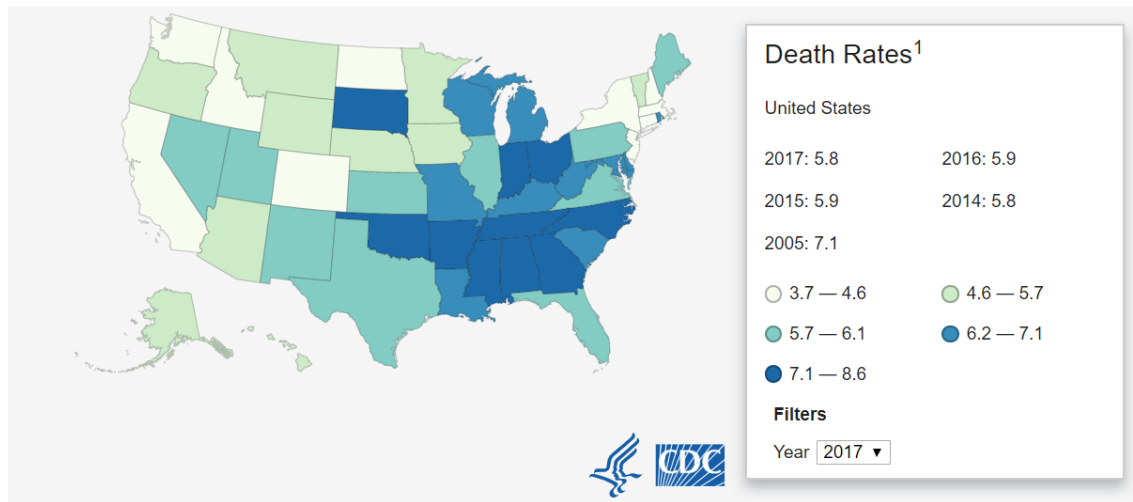 Death Rates1
United States
2017: 5.8 2016: 5.9
2015: 5.9 2014: 5.8
2005: 7.1
3.7 — 4.6 4.6 — 5.7
5.7 — 6.1 6.2 — 7.1
7.1 — 8.6
Filters
Year 2017 ▼
CDC